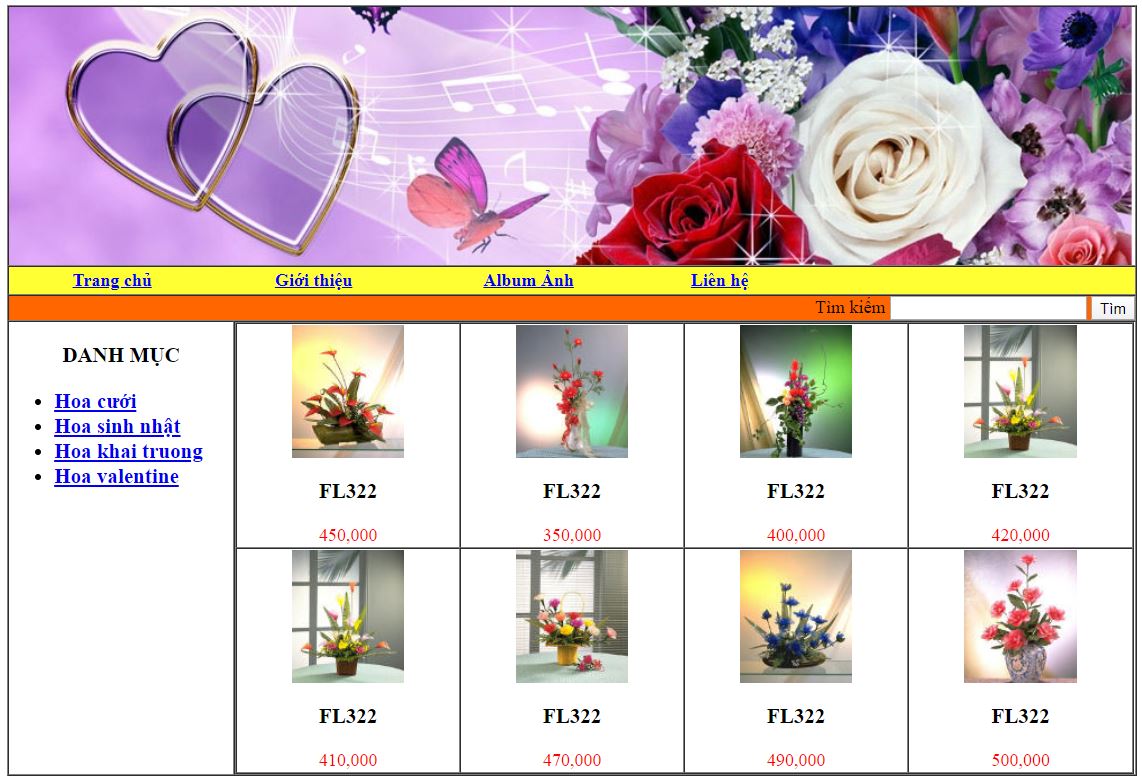 Trang chủ Giới thiệu Album Ảnh Liên hệ
Tìm kiếm Tìm
DANH MỤC
Hoa cưới
Hoa sinh nhật
Hoa khai truong
Hoa valentine
FL322 FL322 FL322 FL322
450,000 350,000 400,000 420,000
FL322 FL322 FL322 FL322
410,000 470,000 490,000 500,000